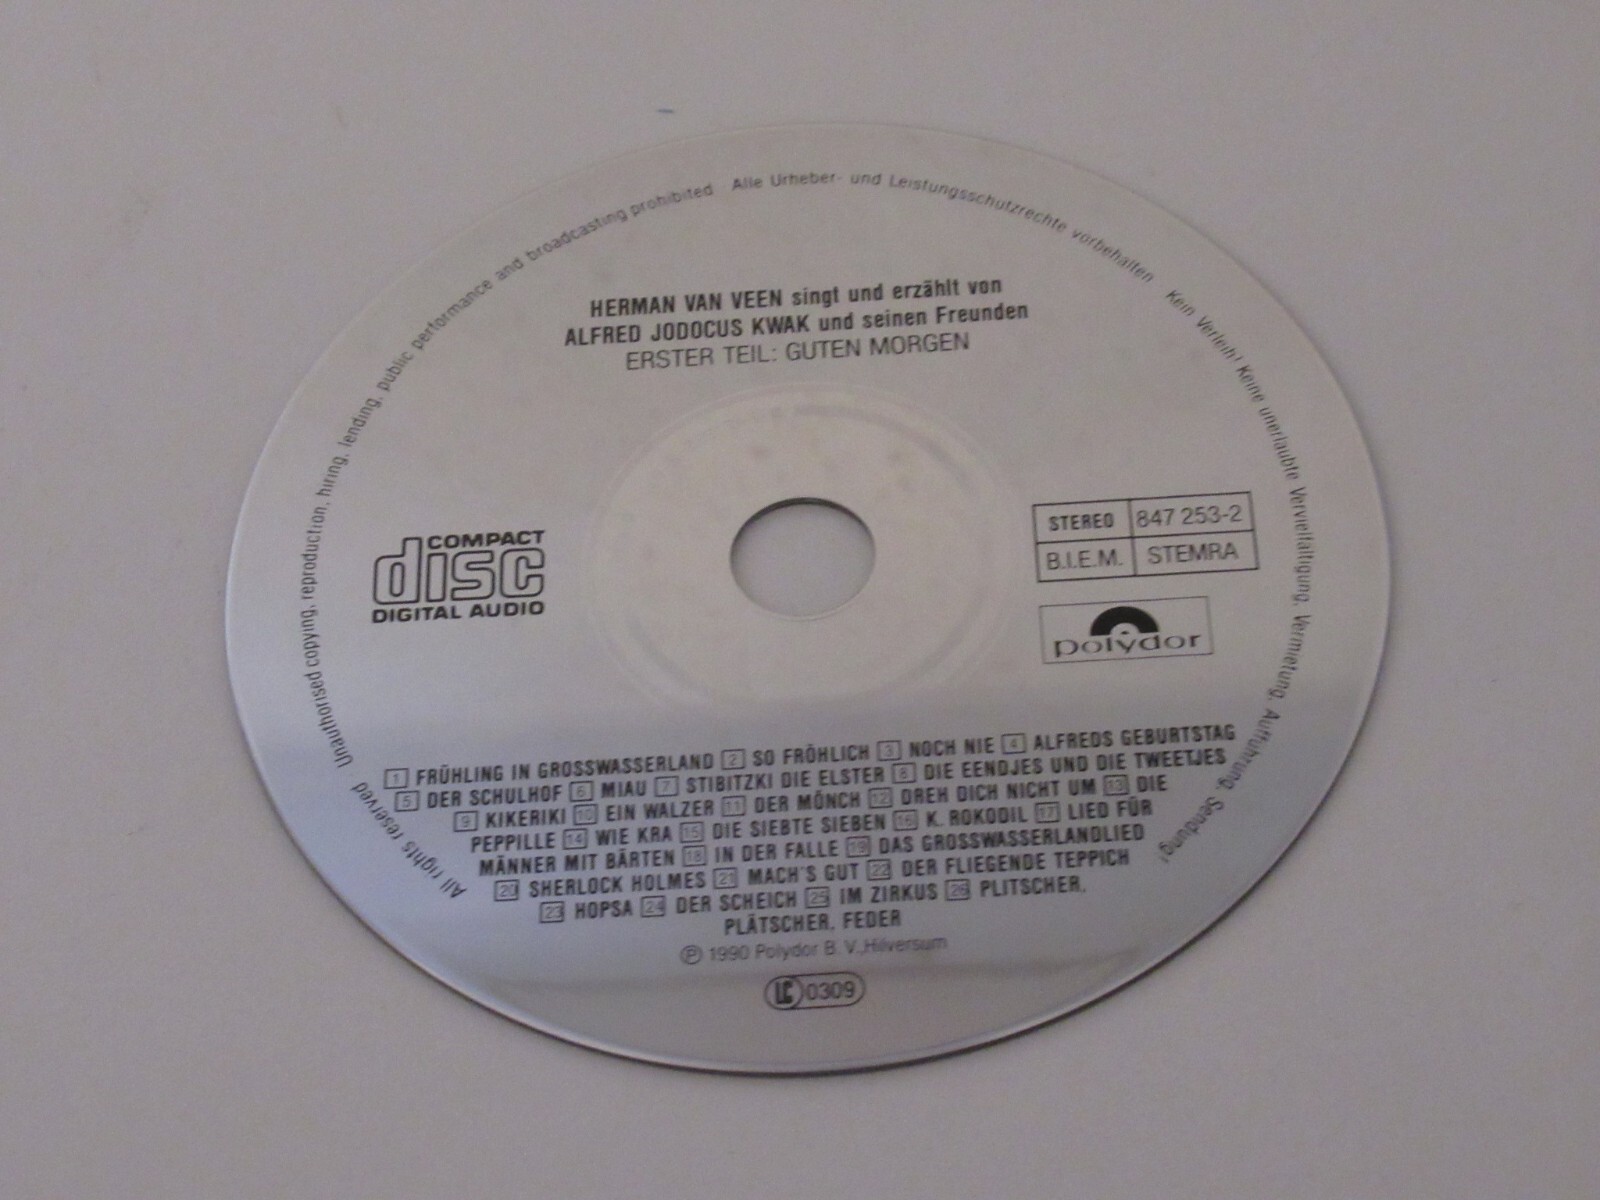 All rights reserved Unauthorised copying, reproduction, hiring, lending, public performance and broadcasting prohibited Alle Urheber- und Leistungsschutzrechte vorbehalten Kein Verleih! Keine unerlaubte Vervielfältigung, Vermietung, Aufführung, Sendung!
HERMAN VAN VEEN singt und erzählt von
ALFRED JODOCUS KWAK und seinen Freunden
ERSTER TEIL: GUTEN MORGEN
COMPACT
disc
DIGITAL AUDIO
STEREO 847 253-2
B.I.E.M. STEMRA
polydor
1 FRÜHLING IN GROSSWASSERLAND 2 SO FRÖHLICH 3 NOCH NIE 4 ALFREDS GEBURTSTAG
5 DER SCHULHOF 6 MIAU 7 STIBITZKI DIE ELSTER 8 DIE EENDJES UND DIE TWEETJES
9 KIKERIKI 10 EIN WALZER 11 DER MÖNCH 12 DREH DICH NICHT UM 13 DIE
PEPPILLE 14 WIE KRA 15 DIE SIEBTE SIEBEN 16 K. ROKODIL 17 LIED FÜR
MÄNNER MIT BÄRTEN 18 IN DER FALLE 19 DAS GROSSWASSERLANDLIED
20 SHERLOCK HOLMES 21 MACH'S GUT 22 DER FLIEGENDE TEPPICH
23 HOPSA 24 DER SCHEICH 25 IM ZIRKUS 26 PLITSCHER,
PLÄTSCHER, FEDER
℗ 1990 Polydor B. V., Hilversum
LC 0309